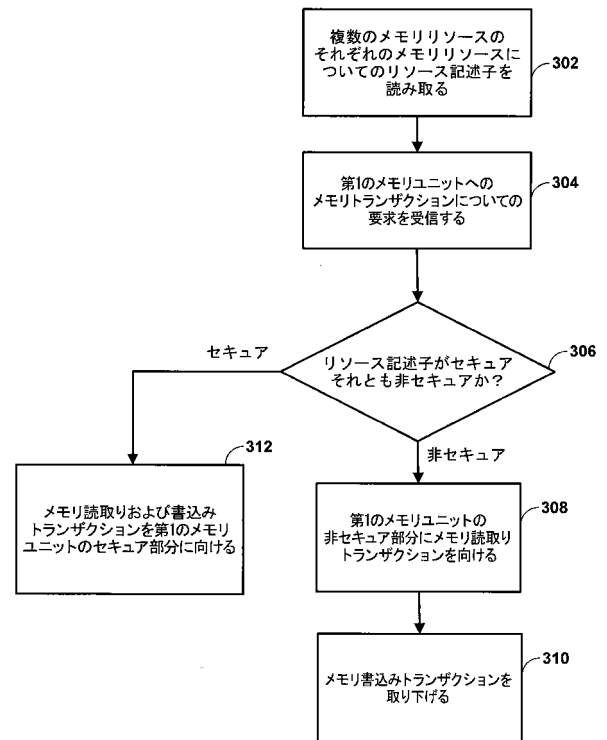 複数のメモリリソースの
それぞれのメモリリソースに
ついてのリソース記述子を
読み取る
302
第1のメモリユニットへの
メモリトランザクションについての
要求を受信する
304
リソース記述子がセキュア
それとも非セキュアか？
306
セキュア
非セキュア
312
メモリ読取りおよび書込み
トランザクションを第1のメモリ
ユニットのセキュア部分に向ける
第1のメモリユニットの
非セキュア部分にメモリ読取り
トランザクションを向ける
308
メモリ書込みトランザクションを
取り下げる
310